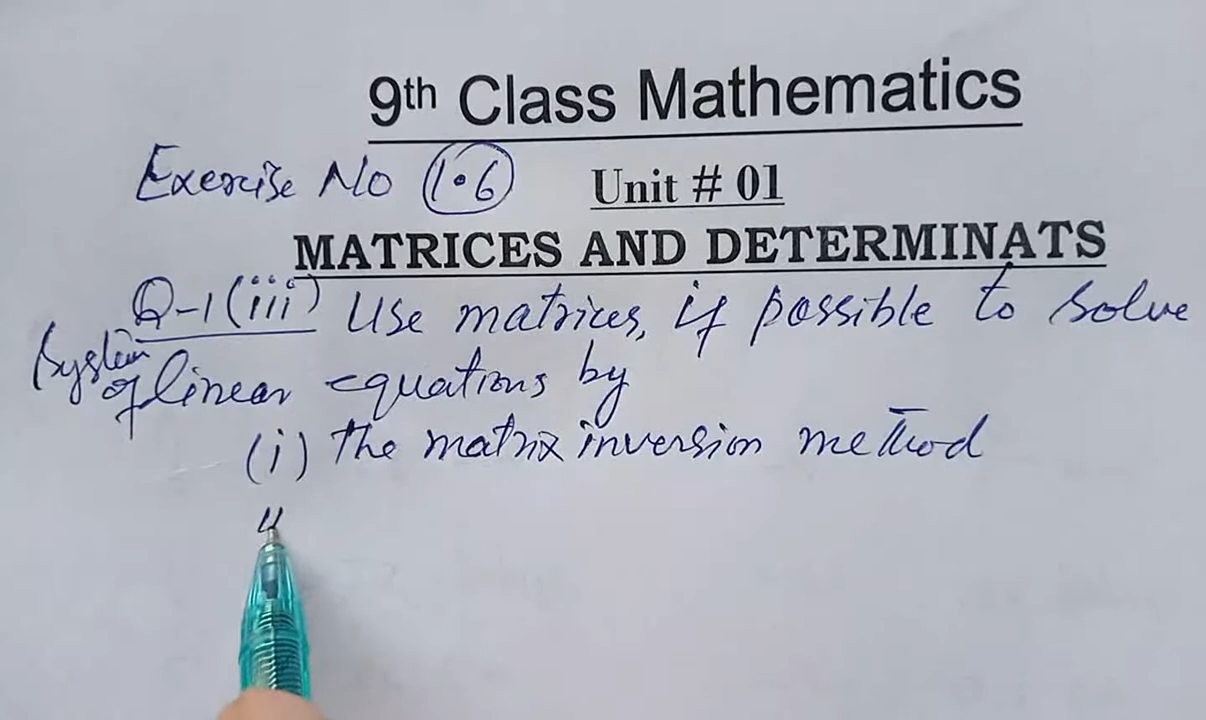 9th Class Mathematics
Exercise No 1.6 Unit # 01
MATRICES AND DETERMINATS
Q-1(iii) Use matrices, if possible to solve
system of linear equations by
(i) The matrix inversion method
4